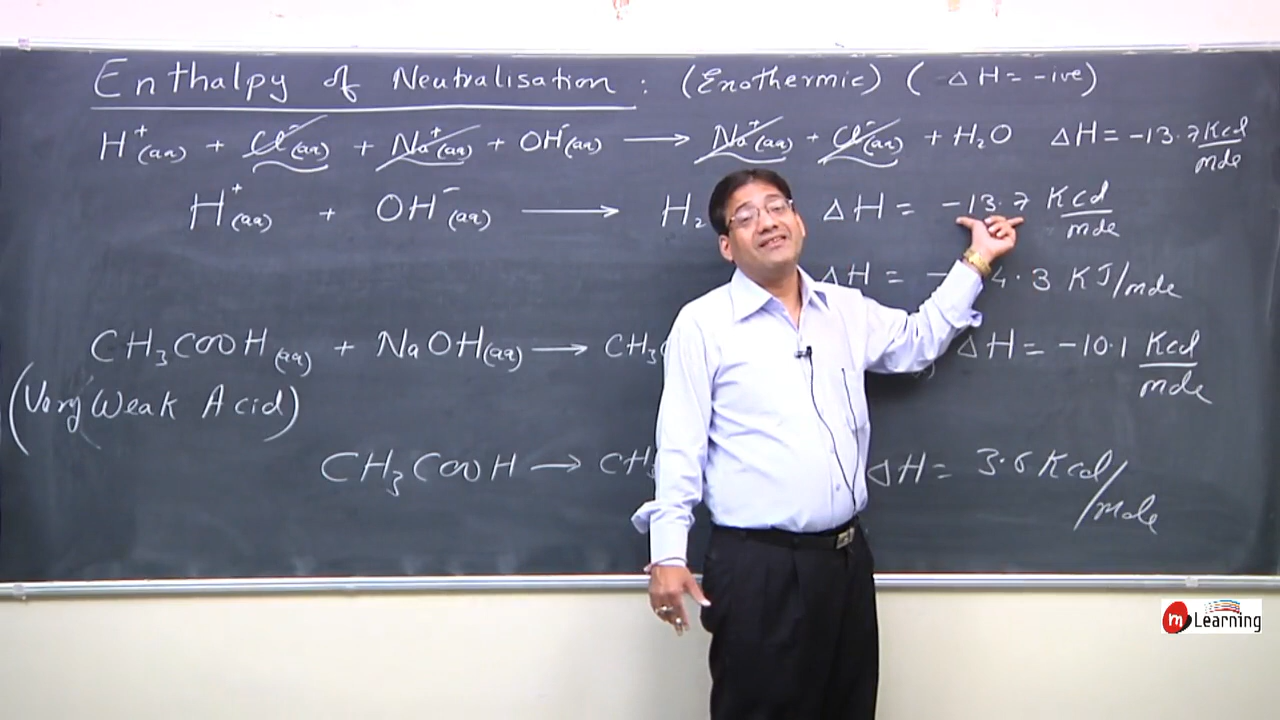 Enthalpy of Neutralisation : (Exothermic) ( ΔH = -ive)
H⁺(aq) + Cl⁻(aq) + Na⁺(aq) + OH⁻(aq) → Na⁺(aq) + Cl⁻(aq) + H₂O ΔH = -13.7 Kcal/mole
H⁺(aq) + OH⁻(aq) → H₂ ΔH = -13.7 Kcal/mole
ΔH = - 4.3 KJ/mole
CH₃COOH(aq) + NaOH(aq) → CH₃ ΔH = -10.1 Kcal/mole
(Very Weak Acid)
CH₃COOH → CH₃ ΔH = 3.6 Kcal/mole
m Learning